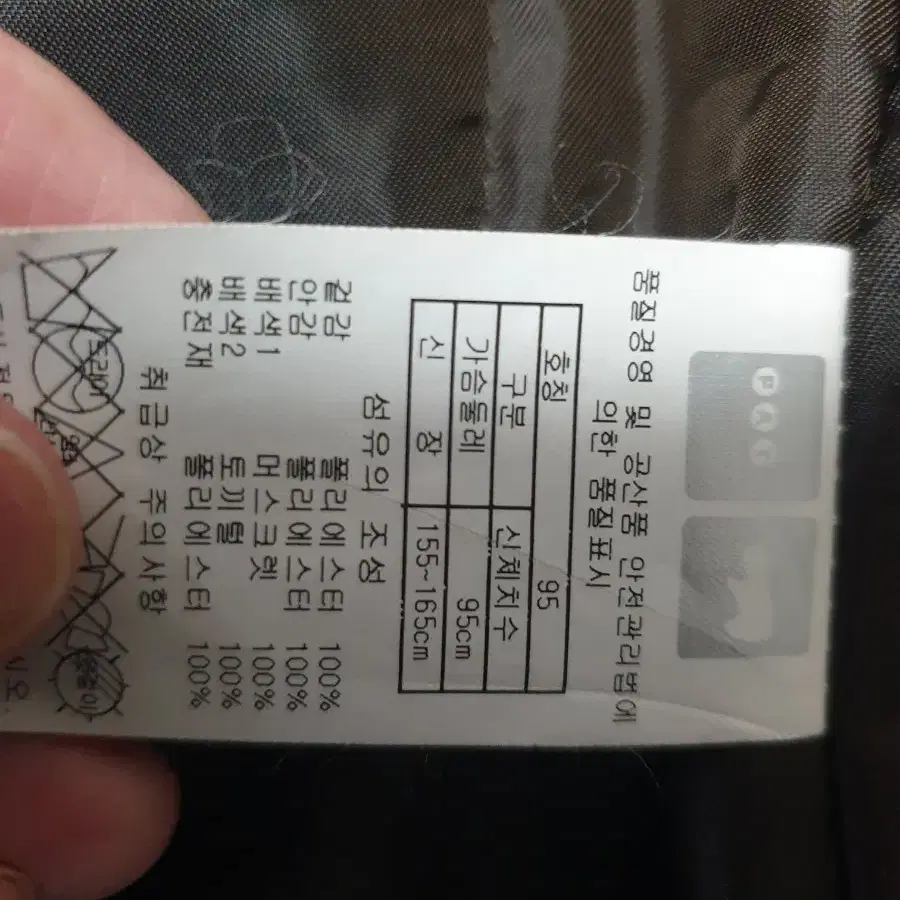 PAG
품질경영 및 공산품 안전관리법에
의한 품질표시
호칭 95
구분 신체치수
가슴둘레 95cm
신장 155~165cm
섬유의 조성
겉감 폴리에스터 100%
안감 폴리에스터 100%
배색1 머스크렛 100%
배색2 토끼털 100%
충전재 폴리에스터 100%
취급상 주의사항
드라이